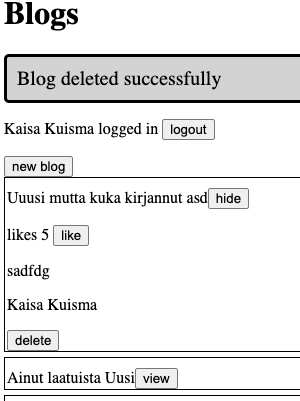 Blogs
Blog deleted successfully
Kaisa Kuisma logged in logout
new blog
Uuusi mutta kuka kirjannut asd hide
likes 5 like
sadfdg
Kaisa Kuisma
delete
Ainut laatuista Uusi view